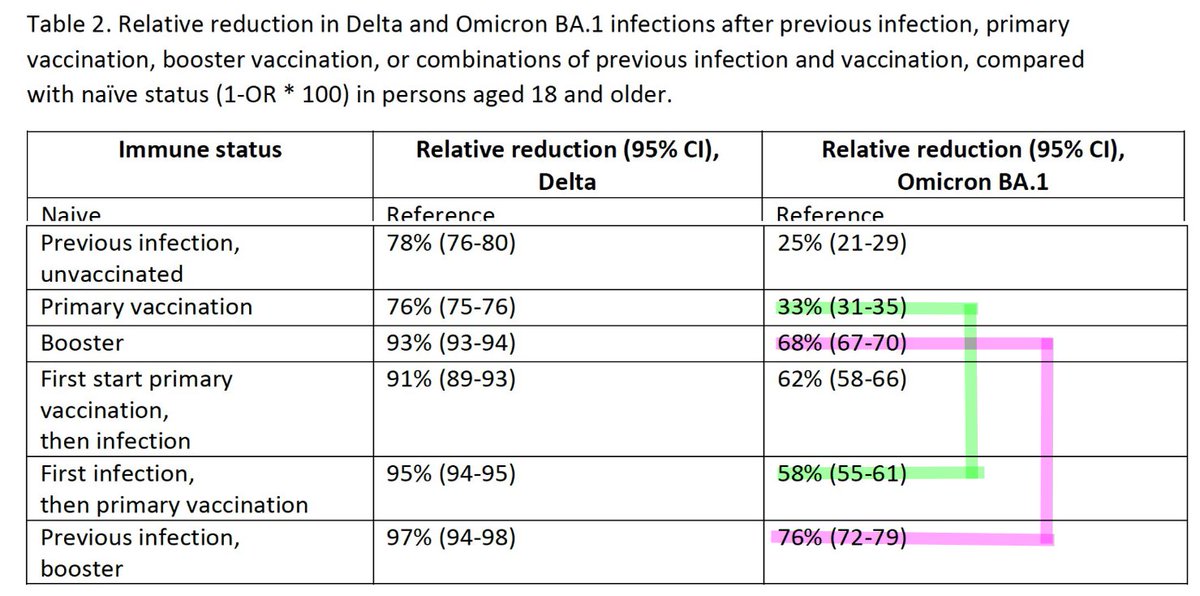 Table 2. Relative reduction in Delta and Omicron BA.1 infections after previous infection, primary
vaccination, booster vaccination, or combinations of previous infection and vaccination, compared
with naïve status (1-OR * 100) in persons aged 18 and older.
Immune status Relative reduction (95% CI), Relative reduction (95% CI),
Delta Omicron BA.1
Naive Reference Reference
Previous infection, 78% (76-80) 25% (21-29)
unvaccinated
Primary vaccination 76% (75-76) 33% (31-35)
Booster 93% (93-94) 68% (67-70)
First start primary 91% (89-93) 62% (58-66)
vaccination,
then infection
First infection, 95% (94-95) 58% (55-61)
then primary vaccination
Previous infection, 97% (94-98) 76% (72-79)
booster